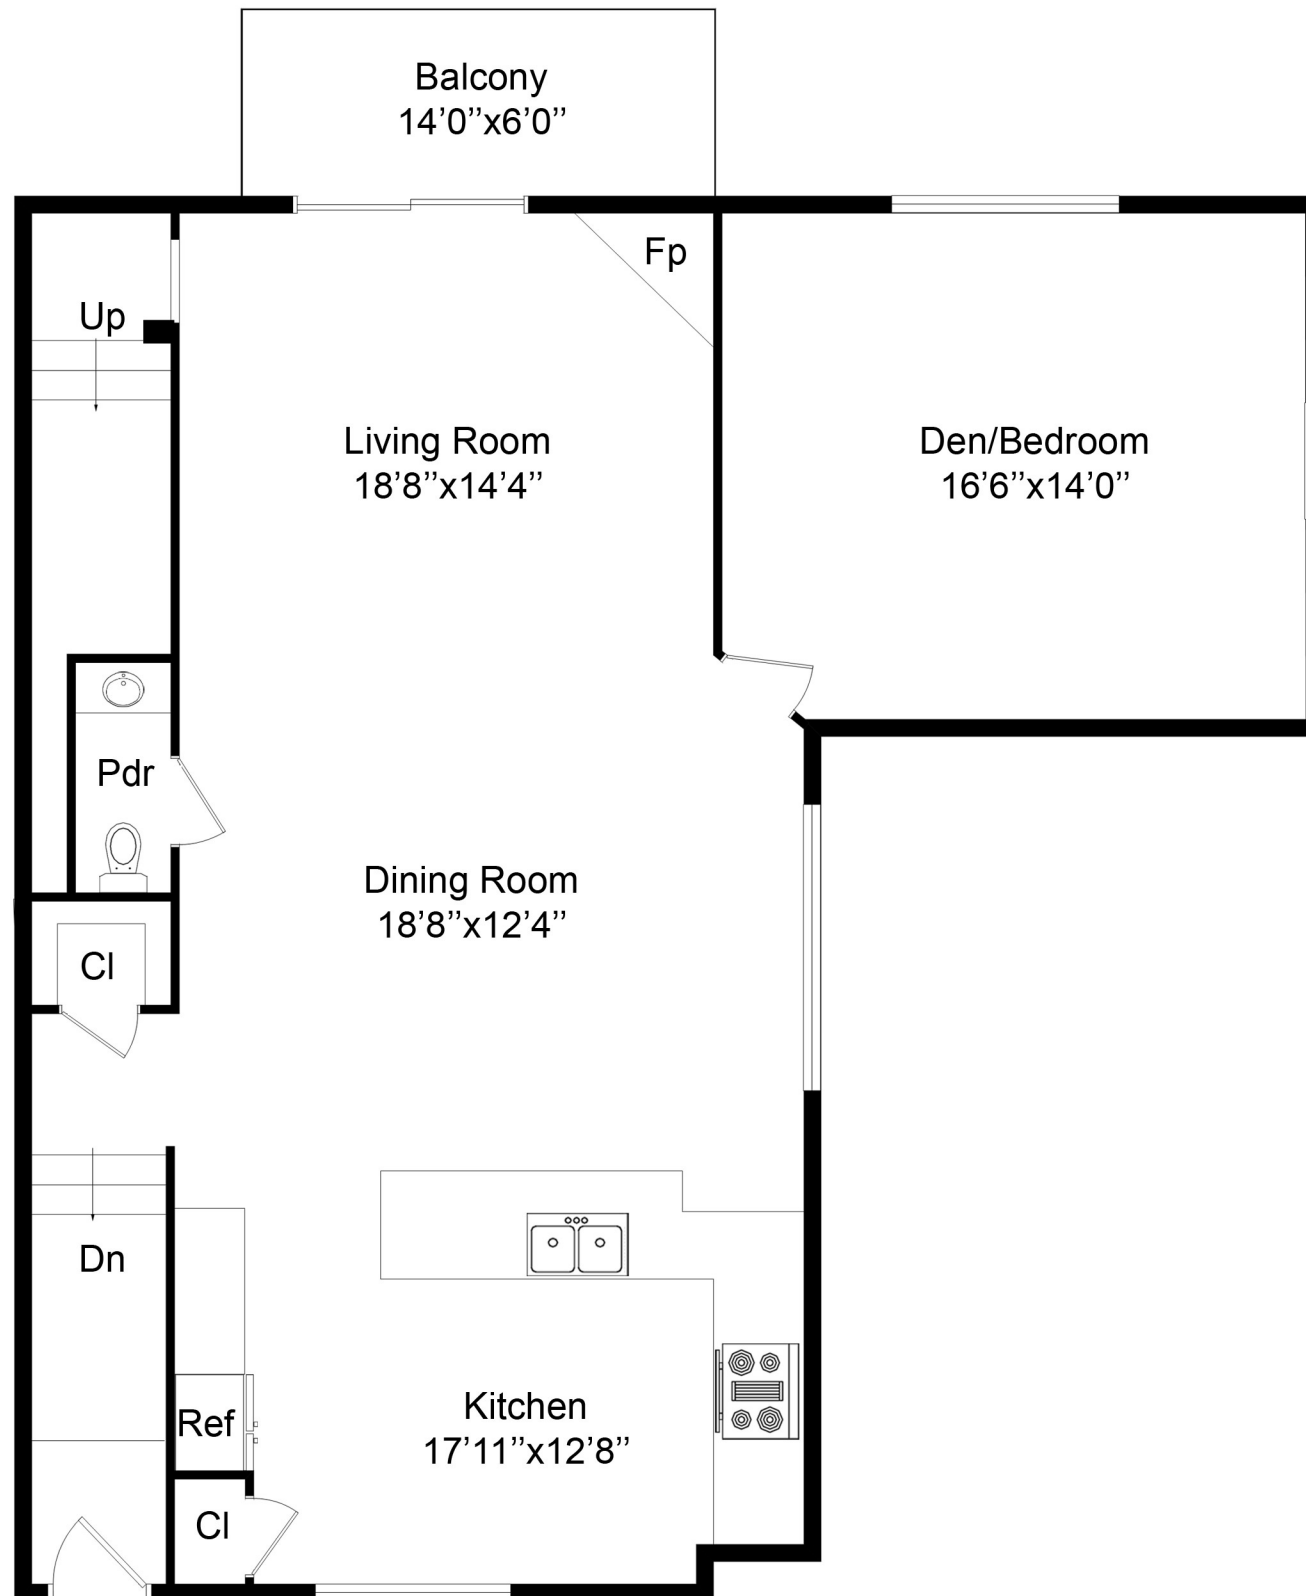 Balcony
14’0’’x6’0’’
Fp
Up
Living Room
18’8’’x14’4’’
Den/Bedroom
16’6’’x14’0’’
Pdr
Dining Room
18’8’’x12’4’’
Cl
Dn
Kitchen
17’11’’x12’8’’
Ref
Cl